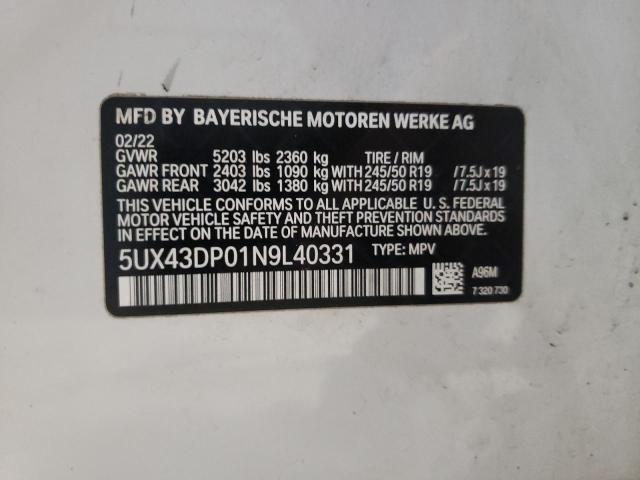 MFD BY BAYERISCHE MOTOREN WERKE AG
02/22
GVWR 5203 lbs 2360 kg TIRE / RIM
GAWR FRONT 2403 lbs 1090 kg WITH 245/50 R19 /7.5J x 19
GAWR REAR 3042 lbs 1380 kg WITH 245/50 R19 /7.5J x 19
THIS VEHICLE CONFORMS TO ALL APPLICABLE U. S. FEDERAL
MOTOR VEHICLE SAFETY AND THEFT PREVENTION STANDARDS
IN EFFECT ON THE DATE OF MANUFACTURE SHOWN ABOVE.
5UX43DP01N9L40331 TYPE: MPV
A96M
7 320 730